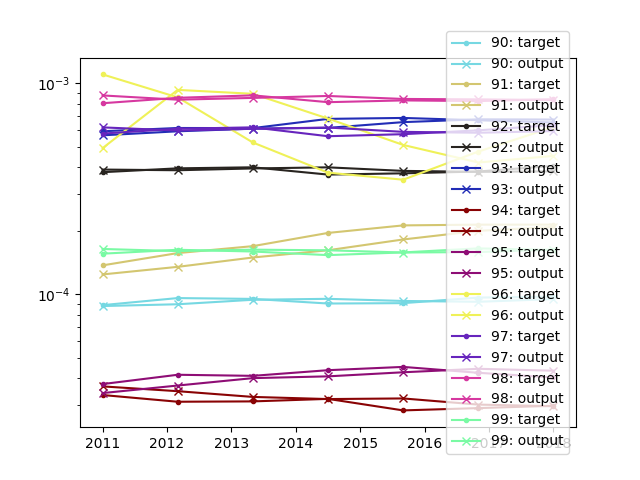 10⁻³
10⁻⁴
2011 2012 2013 2014 2015 2016 2017 2018
90: target
90: output
91: target
91: output
92: target
92: output
93: target
93: output
94: target
94: output
95: target
95: output
96: target
96: output
97: target
97: output
98: target
98: output
99: target
99: output